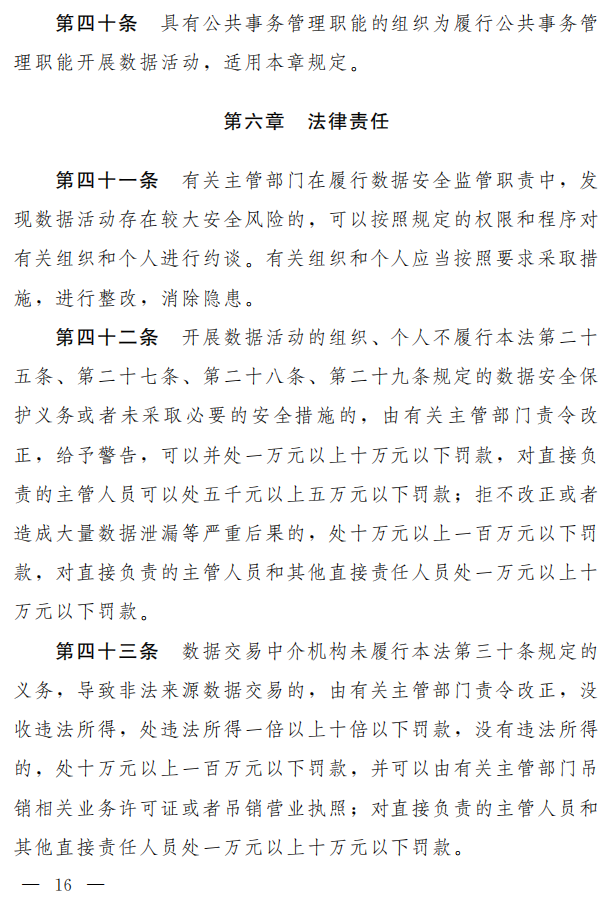 第四十条　具有公共事务管理职能的组织为履行公共事务管
理职能开展数据活动，适用本章规定。
第六章　法律责任
第四十一条　有关主管部门在履行数据安全监管职责中，发
现数据活动存在较大安全风险的，可以按照规定的权限和程序对
有关组织和个人进行约谈。有关组织和个人应当按照要求采取措
施，进行整改，消除隐患。
第四十二条　开展数据活动的组织、个人不履行本法第二十
五条、第二十七条、第二十八条、第二十九条规定的数据安全保
护义务或者未采取必要的安全措施的，由有关主管部门责令改
正，给予警告，可以并处一万元以上十万元以下罚款，对直接负
责的主管人员可以处五千元以上五万元以下罚款；拒不改正或者
造成大量数据泄漏等严重后果的，处十万元以上一百万元以下罚
款，对直接负责的主管人员和其他直接责任人员处一万元以上十
万元以下罚款。
第四十三条　数据交易中介机构未履行本法第三十条规定的
义务，导致非法来源数据交易的，由有关主管部门责令改正，没
收违法所得，处违法所得一倍以上十倍以下罚款，没有违法所得
的，处十万元以上一百万元以下罚款，并可以由有关主管部门吊
销相关业务许可证或者吊销营业执照；对直接负责的主管人员和
其他直接责任人员处一万元以上十万元以下罚款。
— 16 —